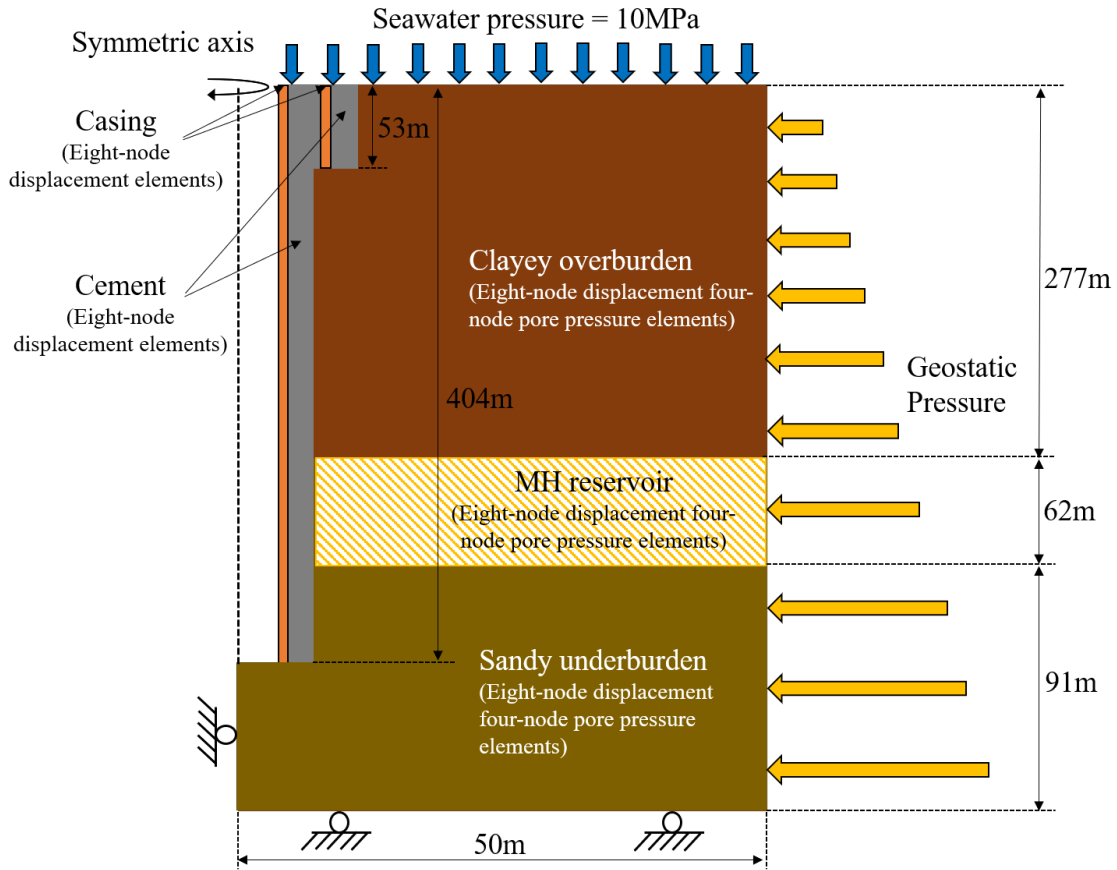 Seawater pressure = 10MPa
Symmetric axis
Casing
(Eight-node
displacement elements)
53m
Cement
(Eight-node
displacement elements)
Clayey overburden
(Eight-node displacement four-
node pore pressure elements)
277m
404m
Geostatic
Pressure
MH reservoir
(Eight-node displacement four-
node pore pressure elements)
62m
Sandy underburden
(Eight-node displacement
four-node pore pressure
elements)
91m
50m